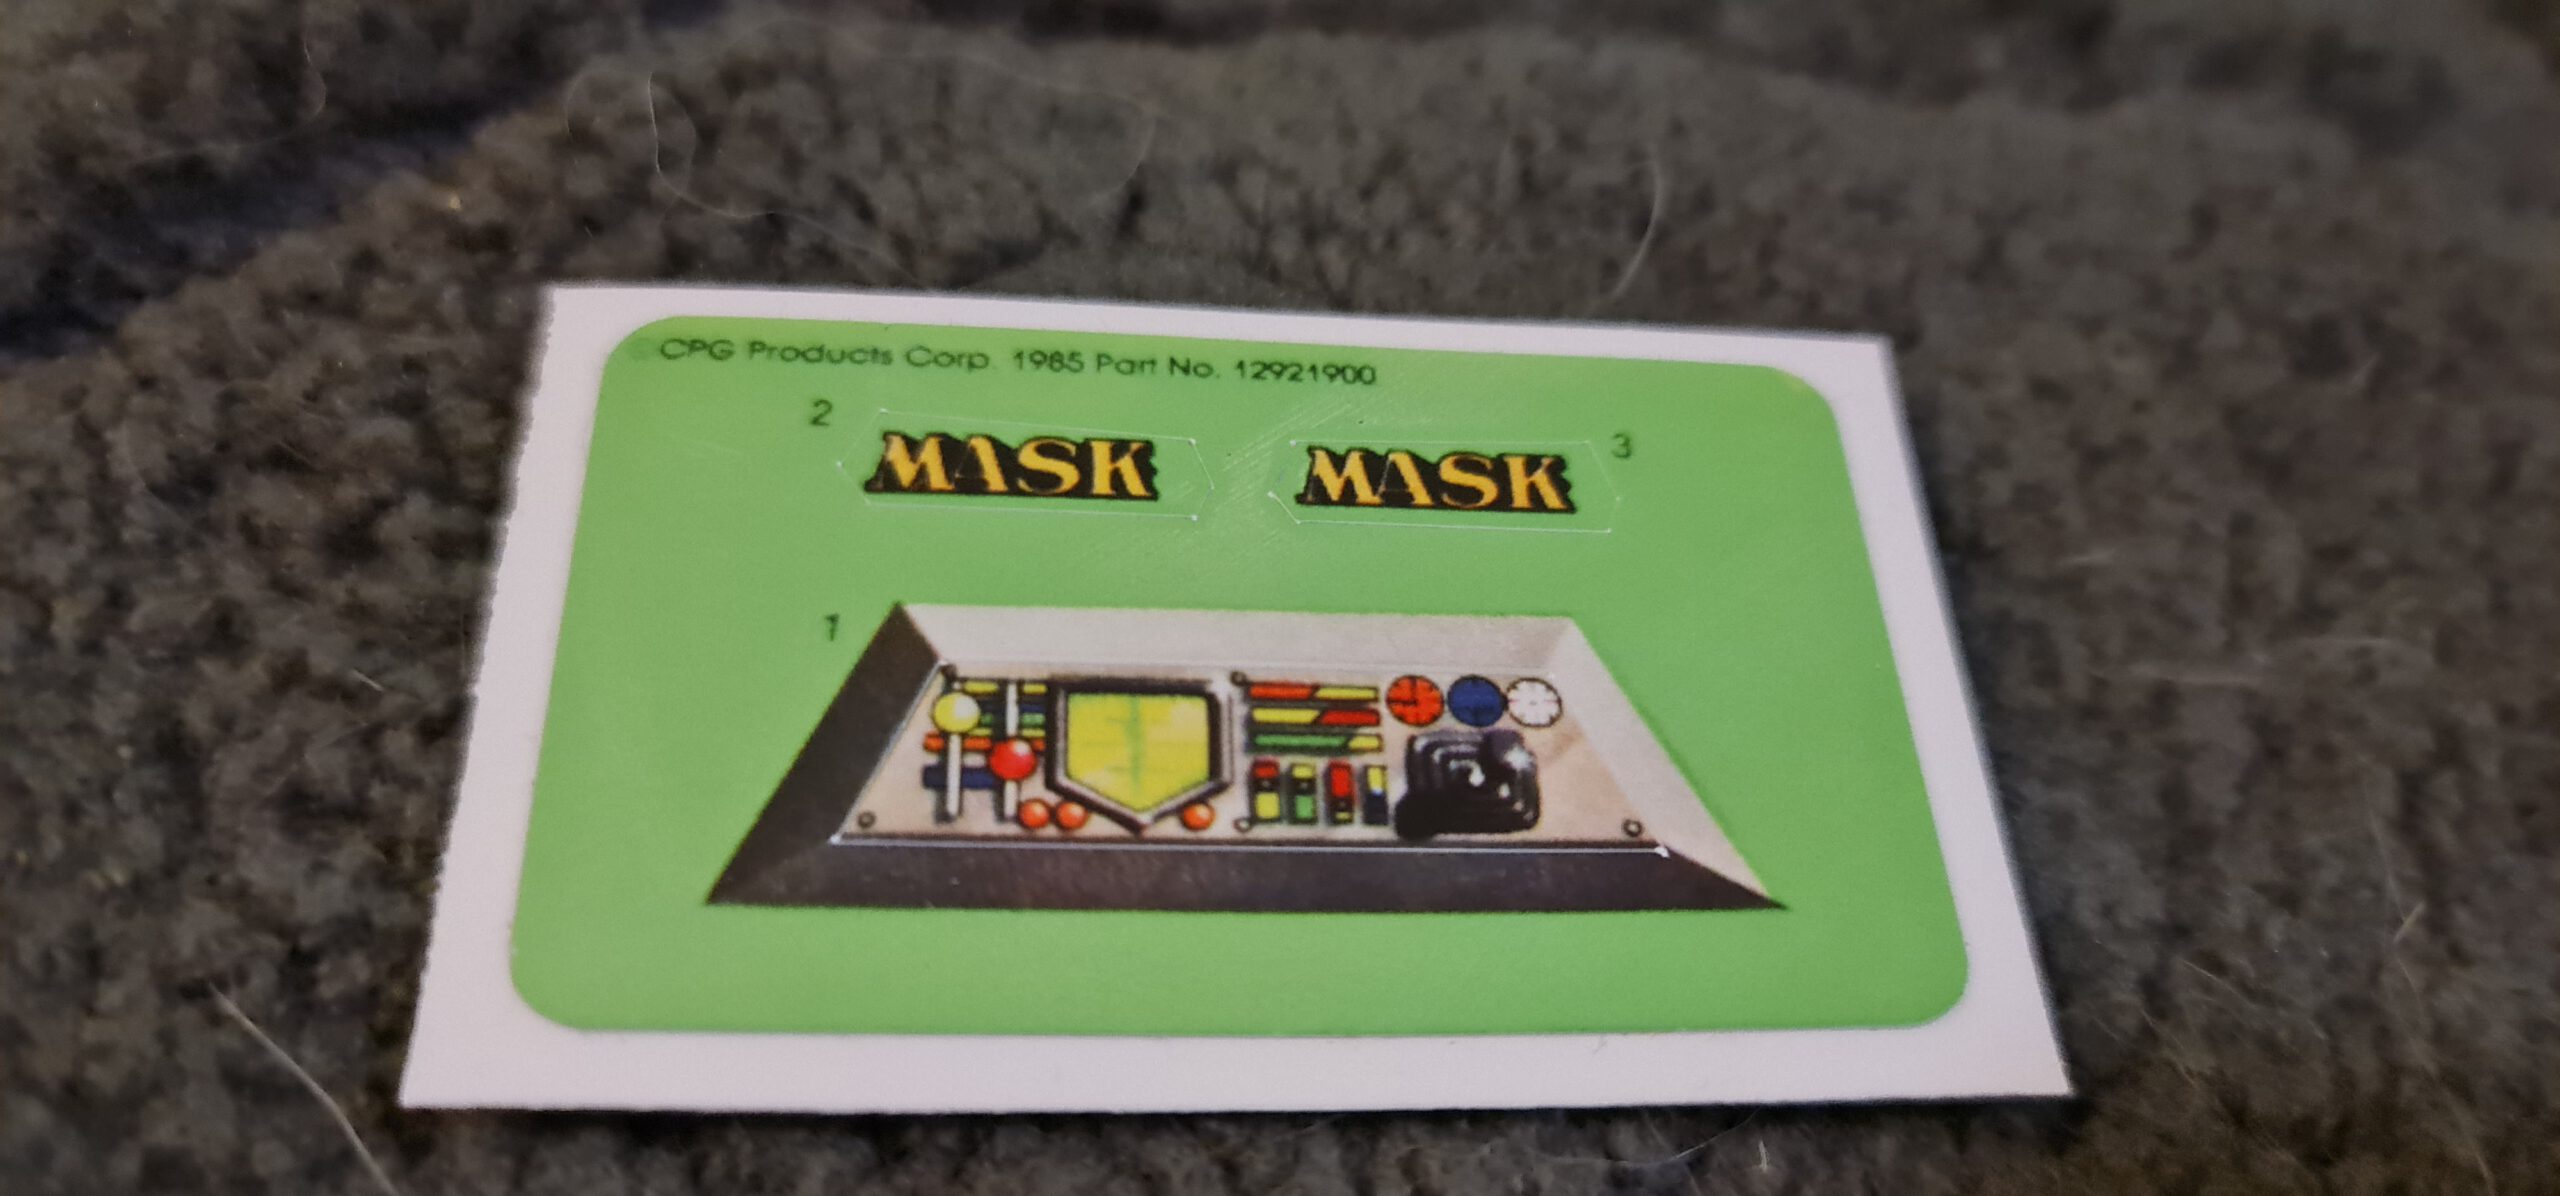 CPG Products Corp. 1985 Part No. 12921900
2 MASK MASK 3
1